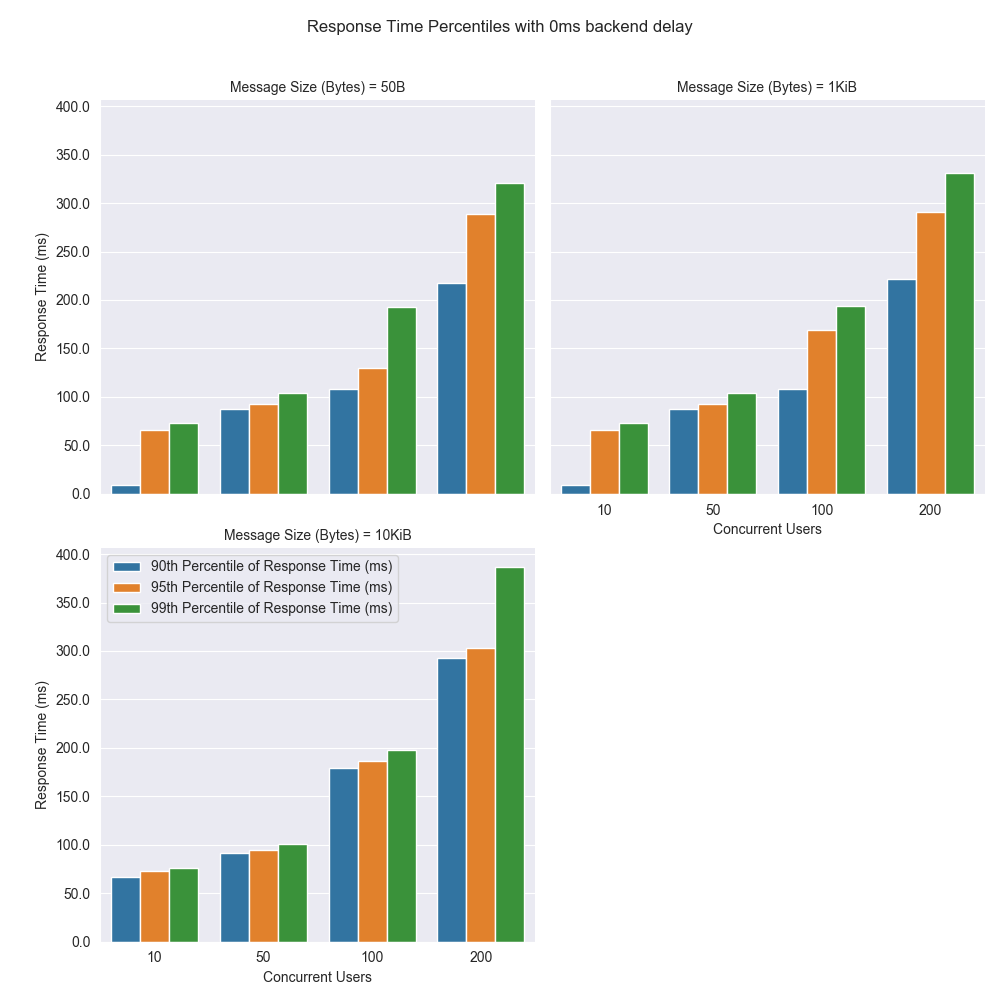 Response Time Percentiles with 0ms backend delay
Message Size (Bytes) = 50B
400.0
350.0
300.0
250.0
200.0
150.0
100.0
50.0
0.0
Response Time (ms)
Message Size (Bytes) = 1KiB
10 50 100 200
Concurrent Users
Message Size (Bytes) = 10KiB
400.0
350.0
300.0
250.0
200.0
150.0
100.0
50.0
0.0
Response Time (ms)
90th Percentile of Response Time (ms)
95th Percentile of Response Time (ms)
99th Percentile of Response Time (ms)
10 50 100 200
Concurrent Users